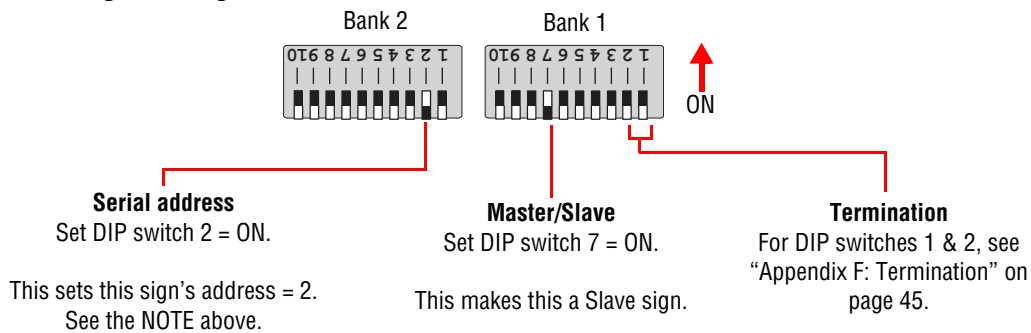 Bank 2
Bank 1
10 9 8 7 6 5 4 3 2 1
10 9 8 7 6 5 4 3 2 1
ON
Serial address
Set DIP switch 2 = ON.
This sets this sign’s address = 2.
See the NOTE above.
Master/Slave
Set DIP switch 7 = ON.
This makes this a Slave sign.
Termination
For DIP switches 1 & 2, see
“Appendix F: Termination” on
page 45.